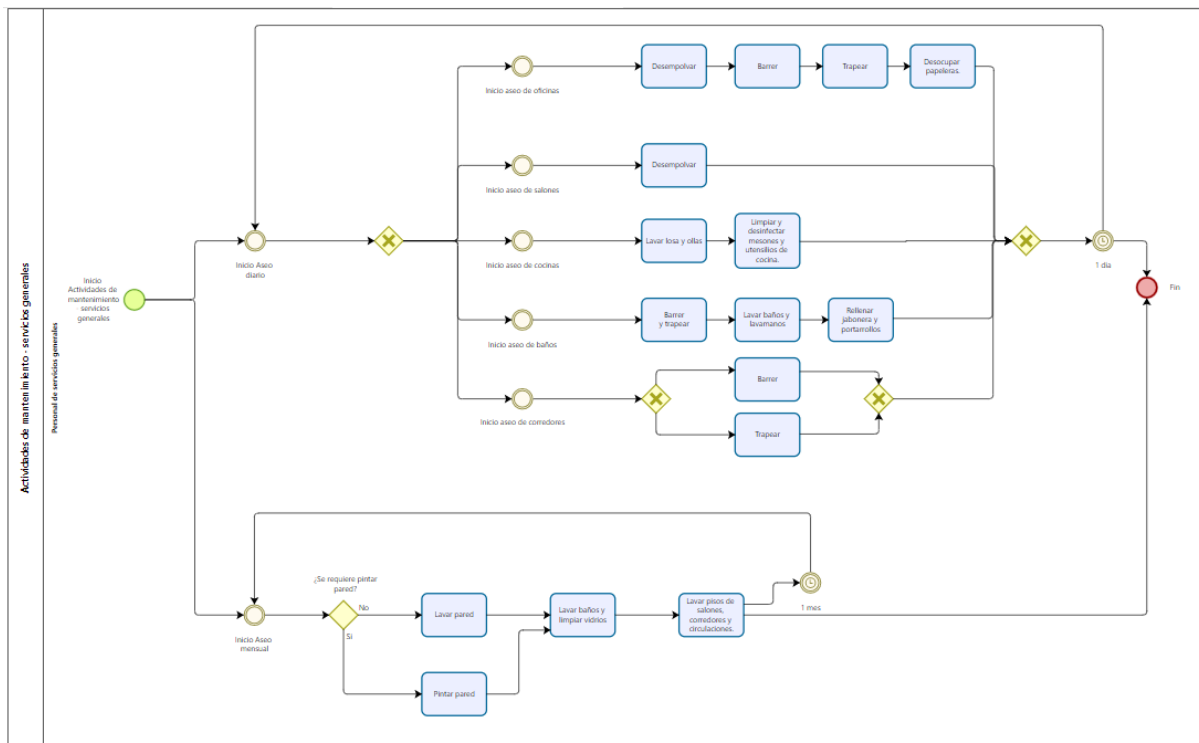 Actividades de mantenimiento - servicios generales
Personal de servicios generales
Inicio
Actividades de
mantenimiento
- servicios
generales
Inicio Aseo
diario
Inicio aseo de oficinas
Desempolvar
Barrer
Trapear
Desocupar
papeleras.
Inicio aseo de salones
Desempolvar
Inicio aseo de cocinas
Lavar losa y ollas
Limpiar y
desinfectar
mesones y
utensilios de
cocina.
1 dia
Fin
Inicio aseo de baños
Barrer
y trapear
Lavar baños y
lavamanos
Rellenar
jabonera y
portarrollos
Inicio aseo de corredores
Barrer
Trapear
Inicio Aseo
mensual
¿Se requiere pintar
pared?
No
Si
Lavar pared
Pintar pared
Lavar baños y
limpiar vidrios
Lavar pisos de
salones,
corredores y
circulaciones.
1 mes